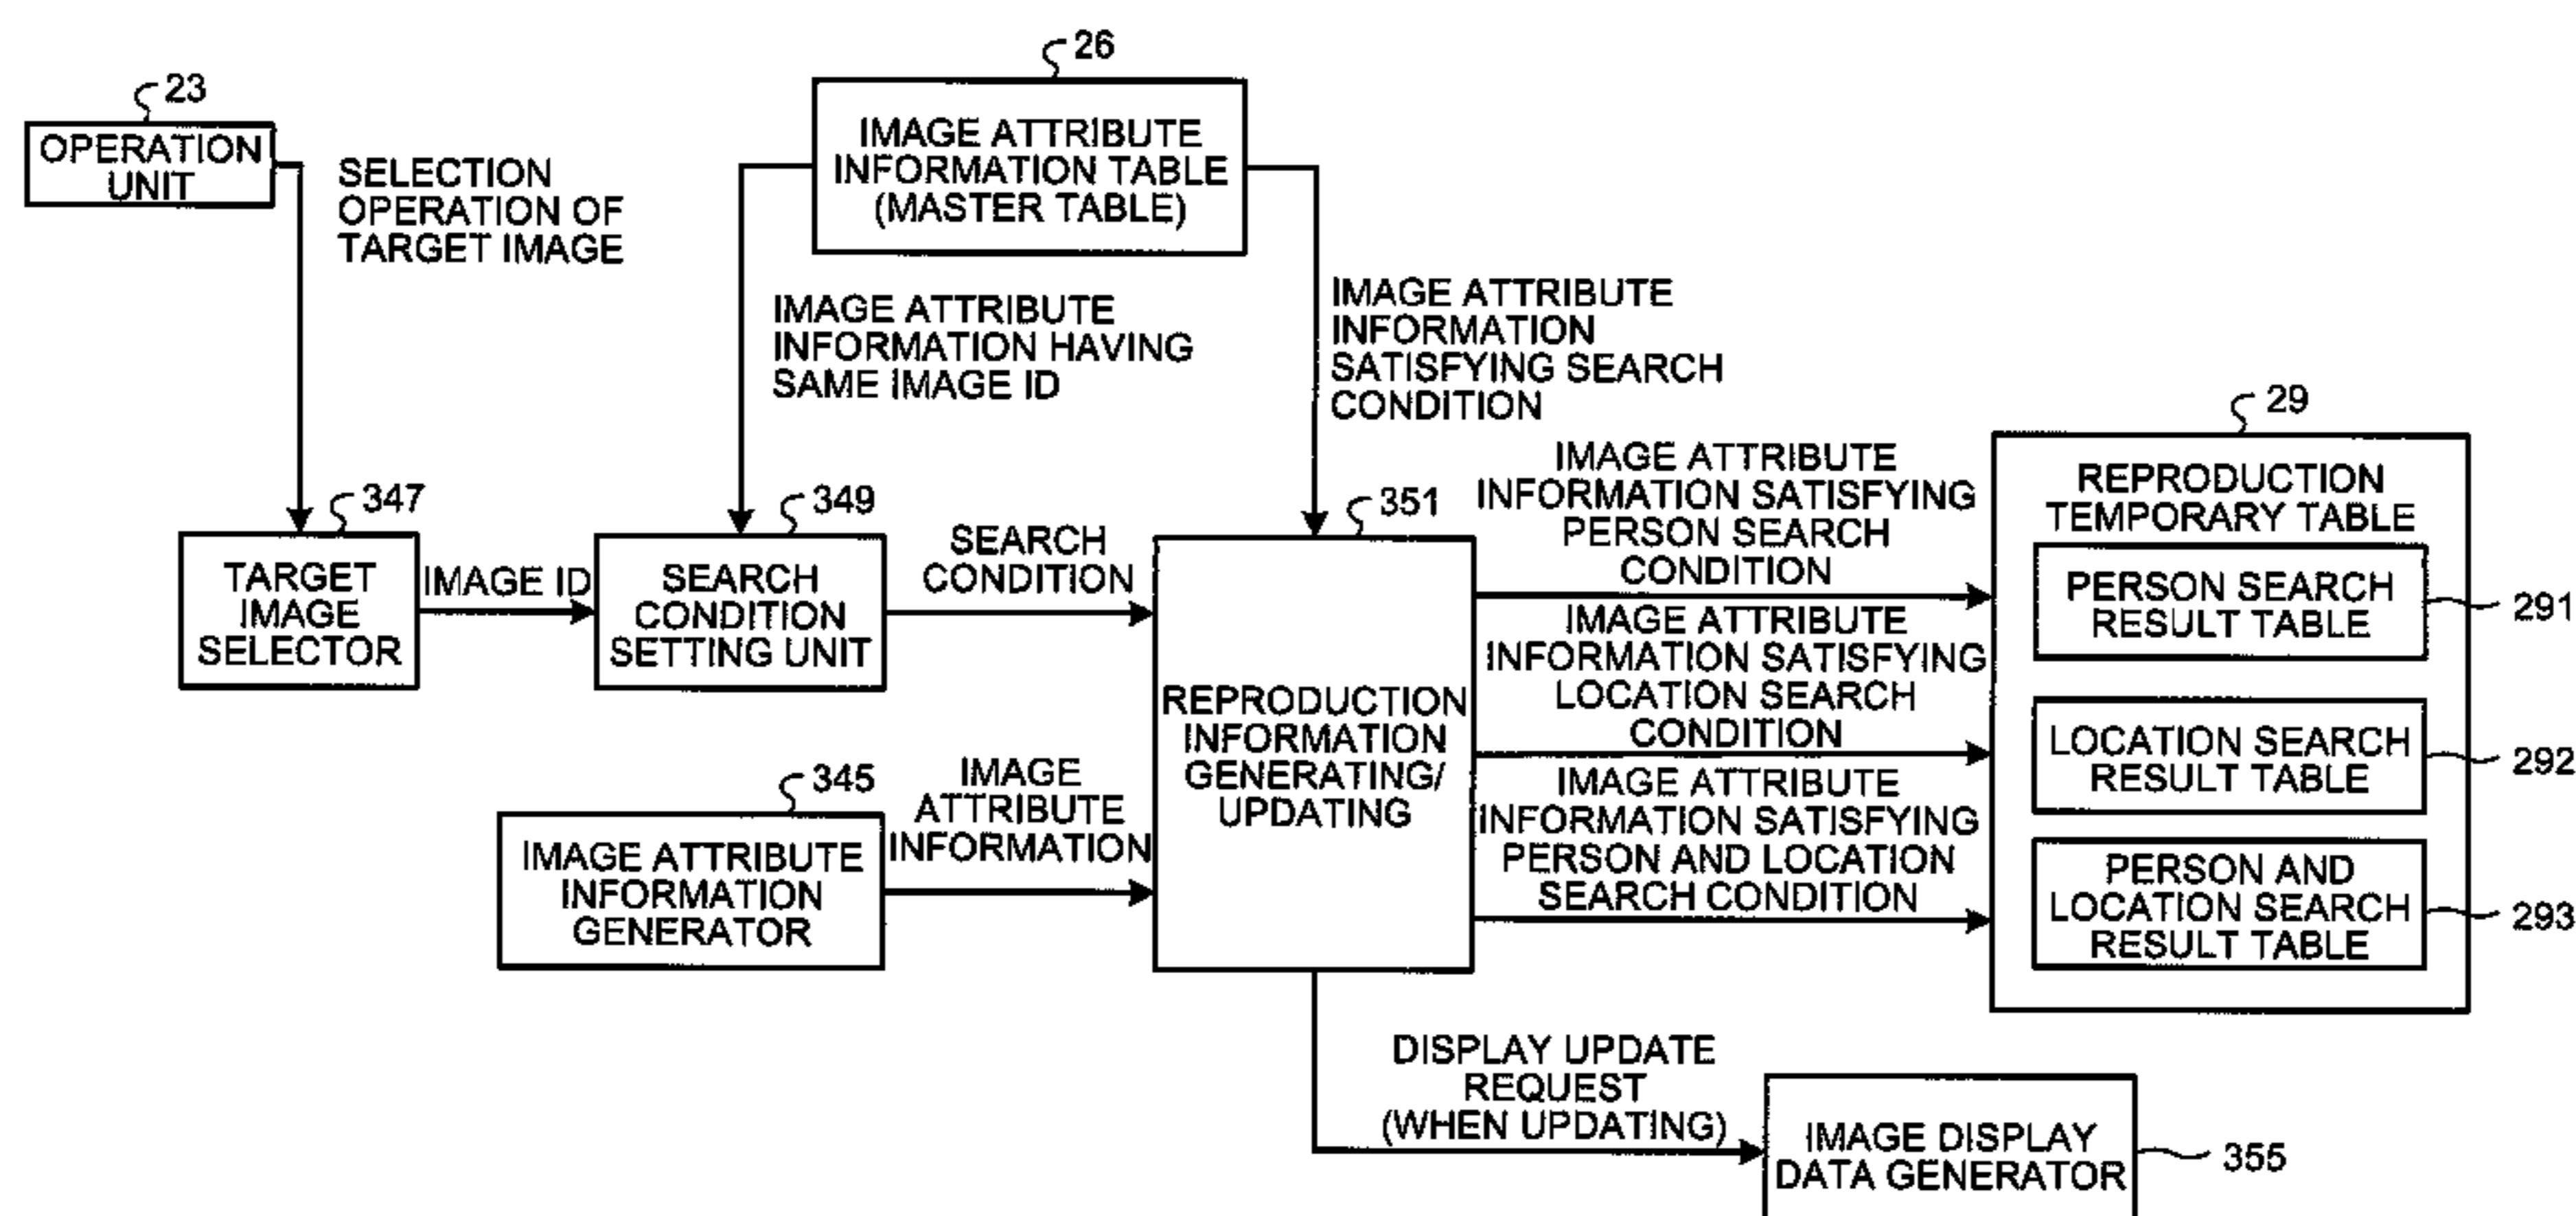 26
23
OPERATION
UNIT
SELECTION
OPERATION OF
TARGET IMAGE
IMAGE ATTRIBUTE
INFORMATION TABLE
(MASTER TABLE)
IMAGE ATTRIBUTE
INFORMATION HAVING
SAME IMAGE ID
IMAGE ATTRIBUTE
INFORMATION
SATISFYING SEARCH
CONDITION
347
TARGET
IMAGE
SELECTOR
IMAGE ID
349
SEARCH
CONDITION
SETTING UNIT
SEARCH
CONDITION
345
IMAGE ATTRIBUTE
INFORMATION
GENERATOR
IMAGE
ATTRIBUTE
INFORMATION
351
REPRODUCTION
INFORMATION
GENERATING/
UPDATING
IMAGE ATTRIBUTE
INFORMATION SATISFYING
PERSON SEARCH
CONDITION
IMAGE ATTRIBUTE
INFORMATION SATISFYING
LOCATION SEARCH
CONDITION
IMAGE ATTRIBUTE
INFORMATION SATISFYING
PERSON AND LOCATION
SEARCH CONDITION
29
REPRODUCTION
TEMPORARY TABLE
PERSON SEARCH
RESULT TABLE
291
LOCATION SEARCH
RESULT TABLE
292
PERSON AND
LOCATION SEARCH
RESULT TABLE
293
DISPLAY UPDATE
REQUEST
(WHEN UPDATING)
IMAGE DISPLAY
DATA GENERATOR
355